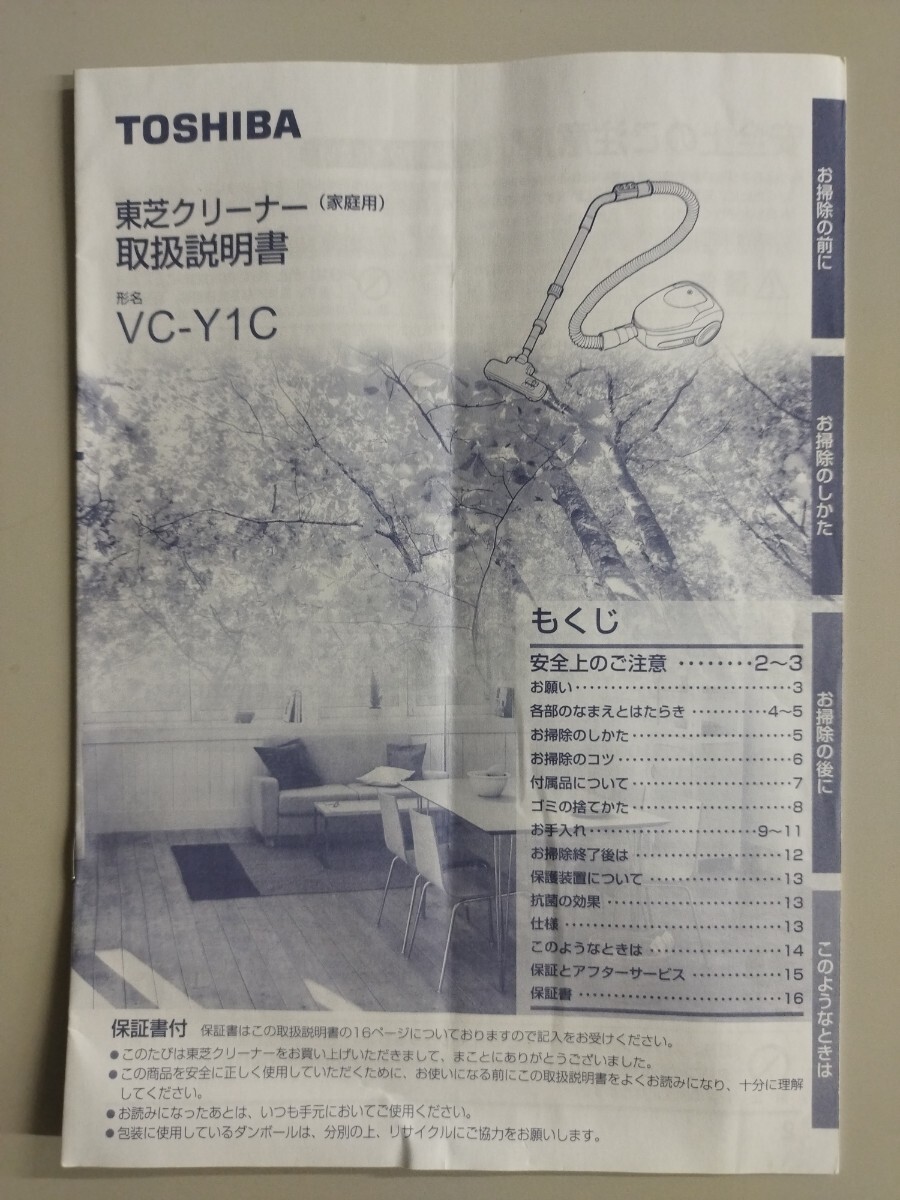 TOSHIBA
東芝クリーナー(家庭用)
取扱説明書
形名
VC-Y1C
もくじ
安全上のご注意 ········2〜3
お願い·······························3
各部のなまえとはたらき ···········4〜5
お掃除のしかた·······················5
お掃除のコツ·························6
付属品について·······················7
ゴミの捨てかた·······················8
お手入れ························9〜11
お掃除終了後は ·····················12
保護装置について ···················13
抗菌の効果 ·························13
仕様 ·······························13
このようなときは ···················14
保証とアフターサービス ·············15
保証書 ·····························16
保証書付 保証書はこの取扱説明書の16ページについておりますので記入をお受けください。
●このたびは東芝クリーナーをお買い上げいただきまして、まことにありがとうございました。
●この商品を安全に正しく使用していただくために、お使いになる前にこの取扱説明書をよくお読みになり、十分に理解
してください。
●お読みになったあとは、いつも手元においてご使用ください。
●包装に使用しているダンボールは、分別の上、リサイクルにご協力をお願いします。
お掃除の前に
お掃除のしかた
お掃除の後に
このようなときは